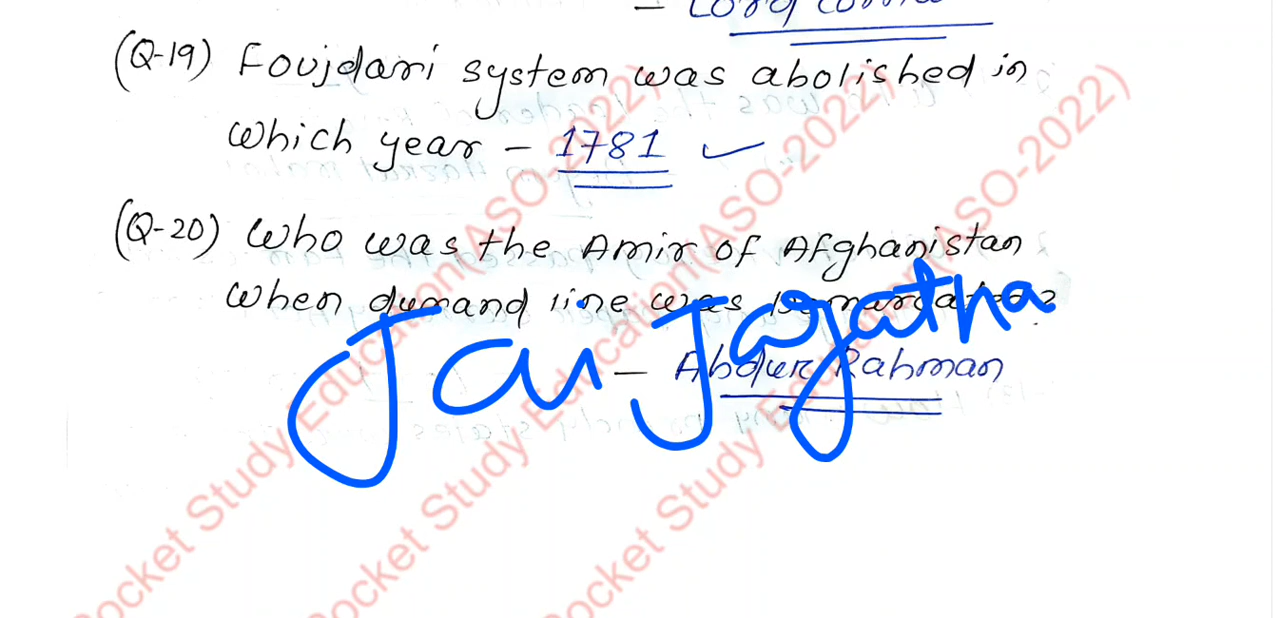 (Q-19) Foujdari system was abolished in
which year - 1781
(Q-20) Who was the Amir of Afghanistan
when durand line was Demarcated?
- Abdur Rahman
Jai Jagatha
Pocket Study Education(ASO-2022)
Pocket Study Education(ASO-2022)
Pocket Study Education(ASO-2022)